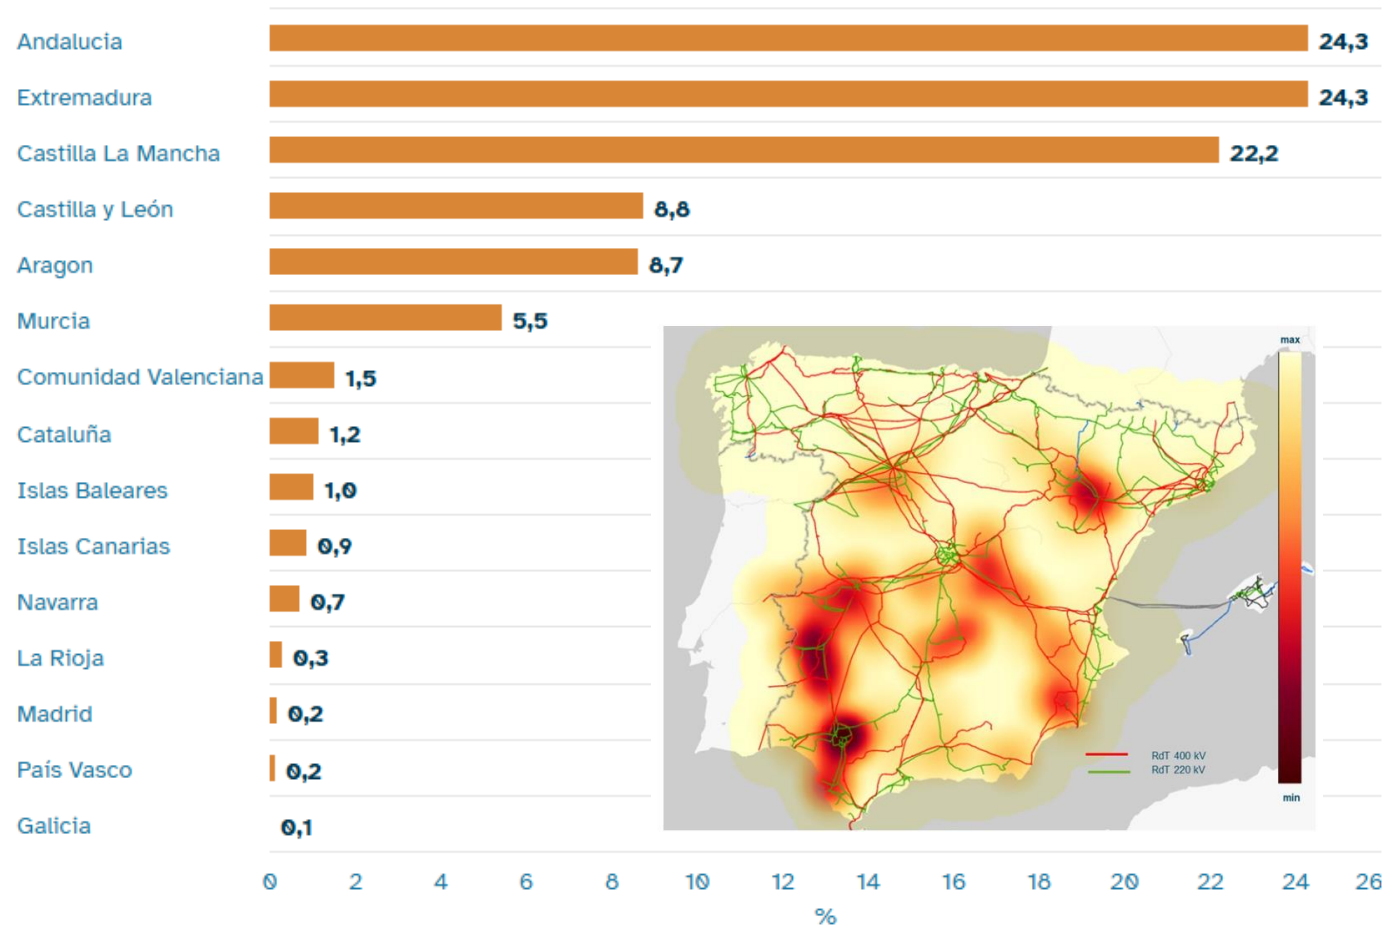 Andalucia 24,3
Extremadura 24,3
Castilla La Mancha 22,2
Castilla y León 8,8
Aragon 8,7
Murcia 5,5
Comunidad Valenciana 1,5
Cataluña 1,2
Islas Baleares 1,0
Islas Canarias 0,9
Navarra 0,7
La Rioja 0,3
Madrid 0,2
País Vasco 0,2
Galicia 0,1
max
RdT 400 kV
RdT 220 kV
min
0 2 4 6 8 10 12 14 16 18 20 22 24 26
%